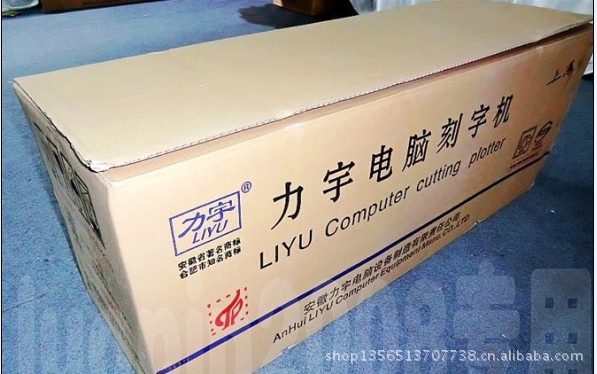 力宇®
LIYU
安徽省著名商标
合肥市知名商标
力宇电脑刻字机
LIYU Computer cutting plotter
安徽力宇电脑设备制造有限责任公司
AnHui LIYU Computer Equipment Manu. CO.,LTD
上海
shop1356513707738.cn.alibaba.com